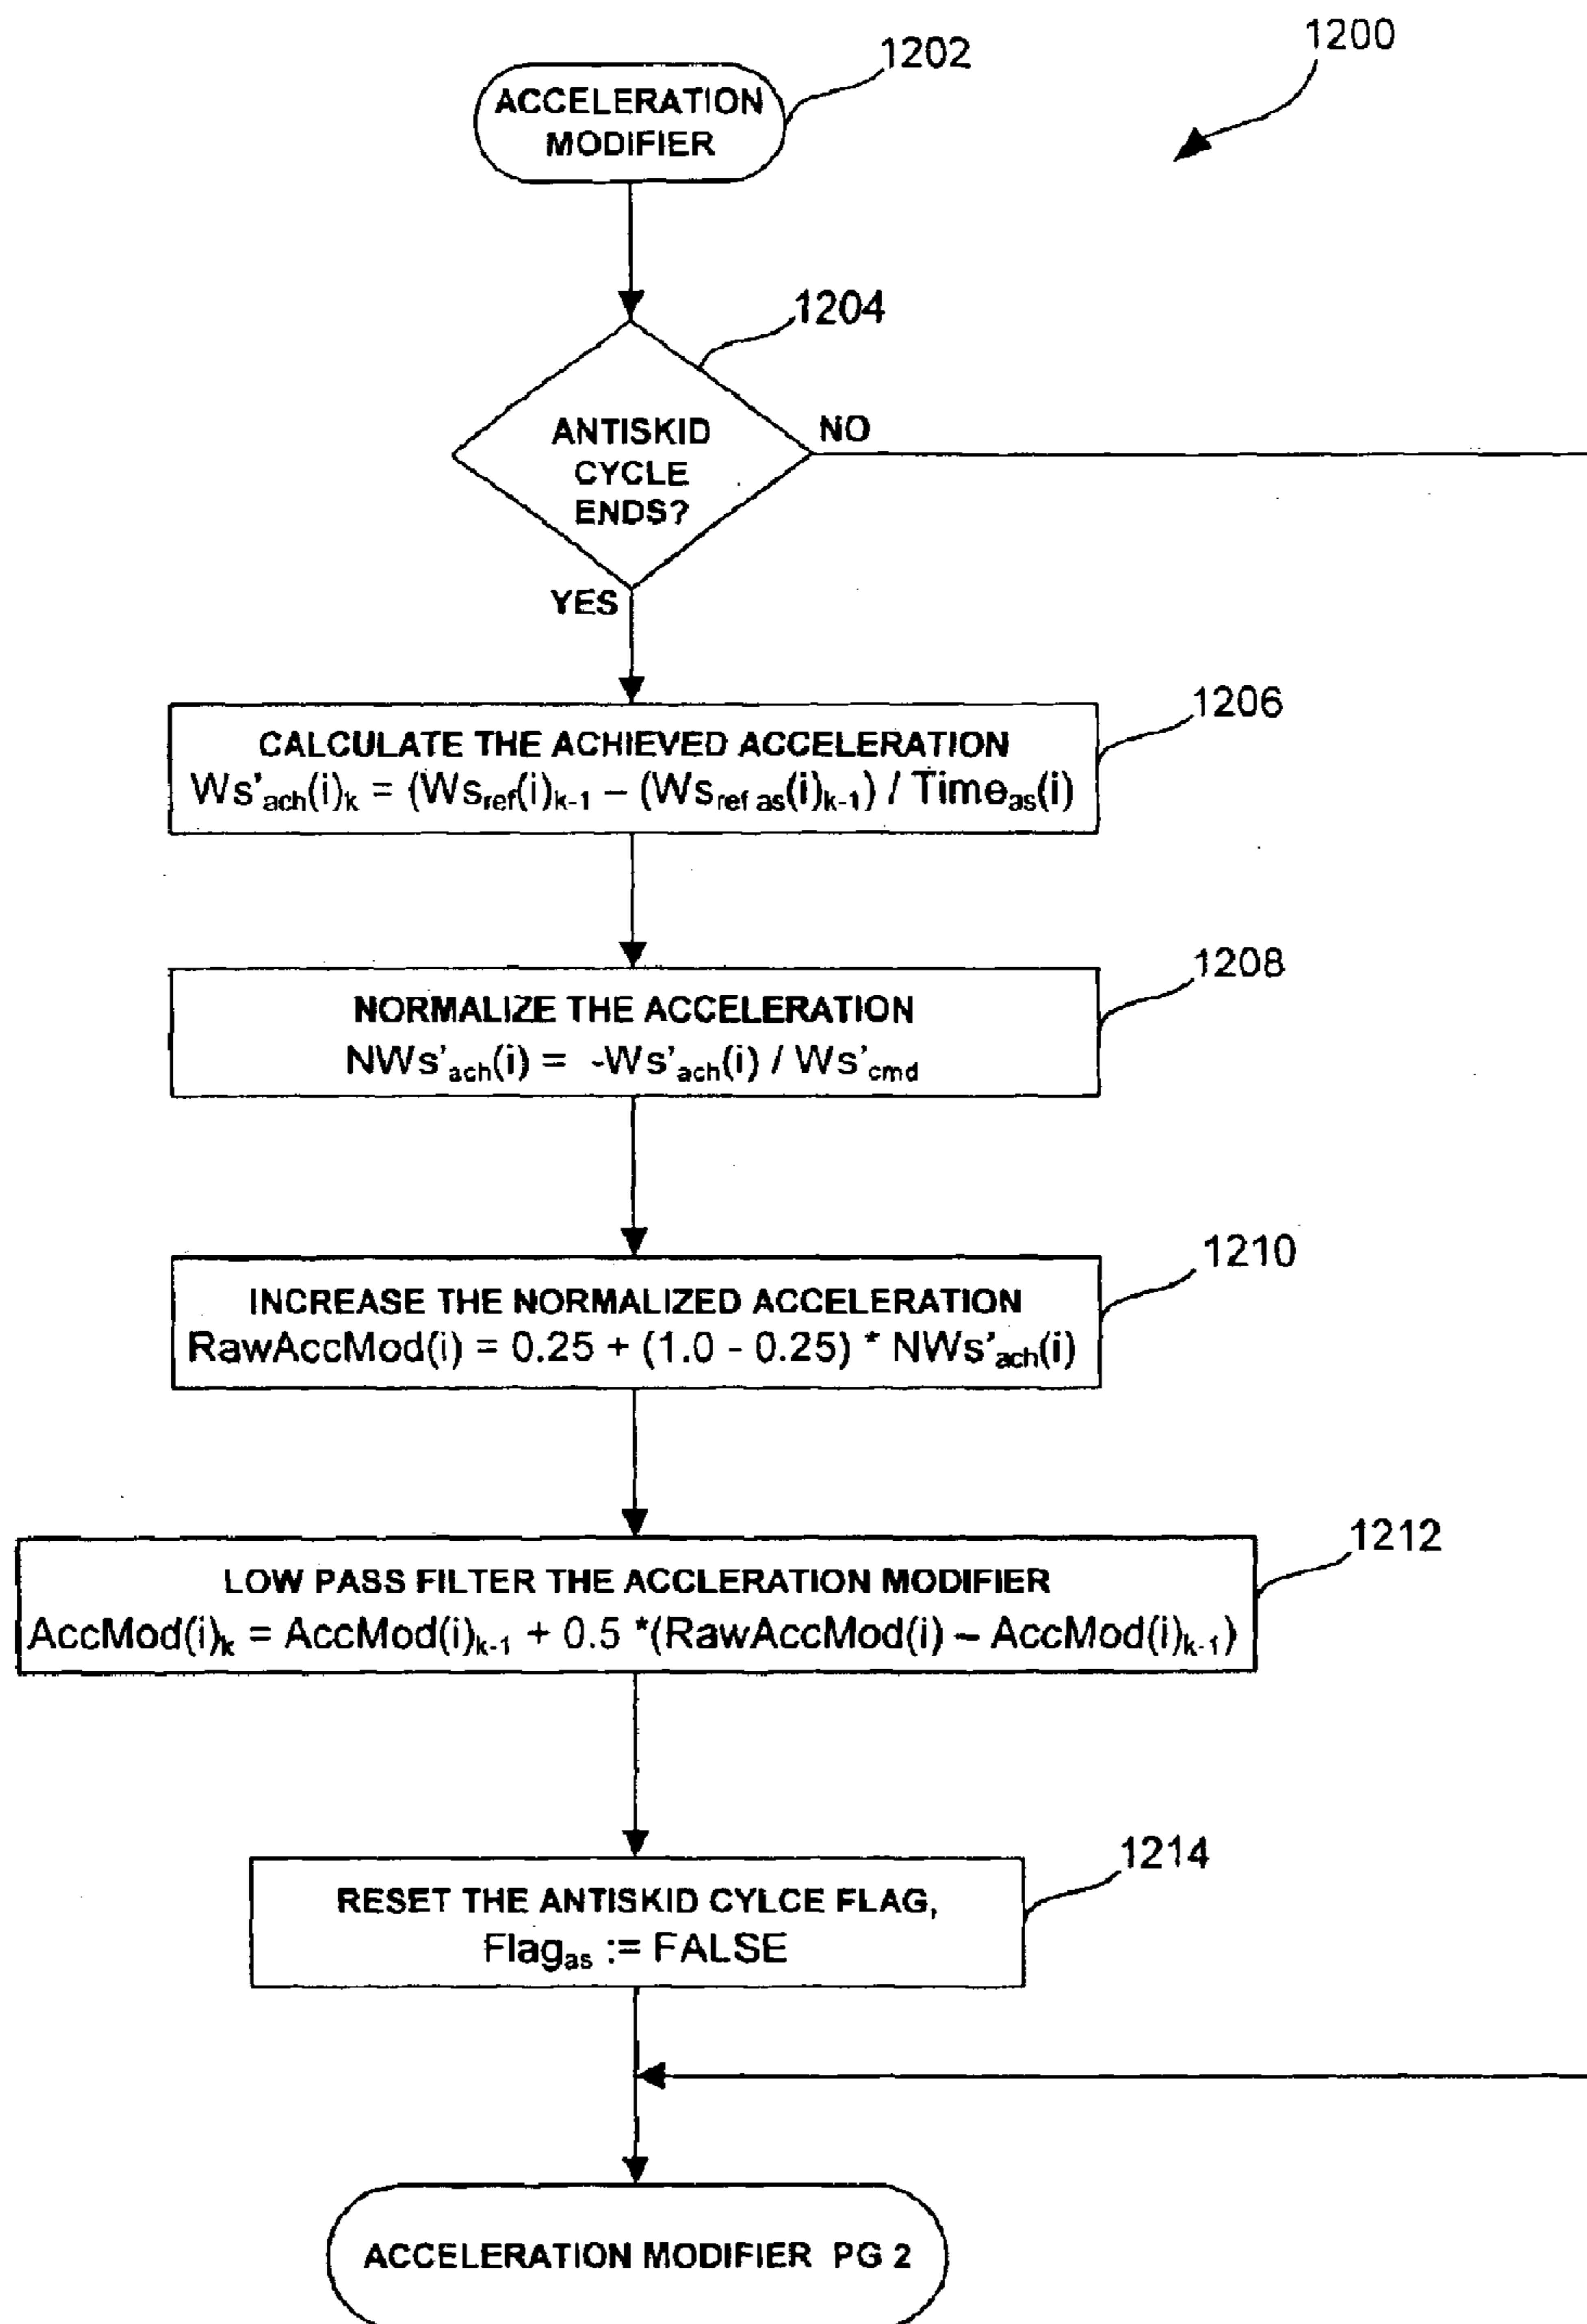 1200
1202
ACCELERATION
MODIFIER
1204
ANTISKID
CYCLE
ENDS?
NO
YES
1206
CALCULATE THE ACHIEVED ACCELERATION
Ws'ach(i)k = (Wsref(i)k-1 – (Wsref as(i)k-1) / Timeas(i)
1208
NORMALIZE THE ACCELERATION
NWs'ach(i) = -Ws'ach(i) / Ws'cmd
1210
INCREASE THE NORMALIZED ACCELERATION
RawAccMod(i) = 0.25 + (1.0 - 0.25) * NWs'ach(i)
1212
LOW PASS FILTER THE ACCLERATION MODIFIER
AccMod(i)k = AccMod(i)k-1 + 0.5 *(RawAccMod(i) – AccMod(i)k-1)
1214
RESET THE ANTISKID CYLCE FLAG,
Flagas := FALSE
ACCELERATION MODIFIER PG 2